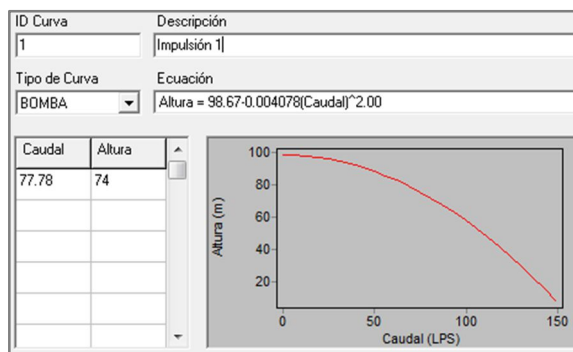 ID Curva Descripción
1 Impulsión 1
Tipo de Curva Ecuación
BOMBA Altura = 98.67-0.004078(Caudal)^2.00
Caudal Altura
77.78 74
100
80
60
40
20
Altura (m)
0 50 100 150
Caudal (LPS)